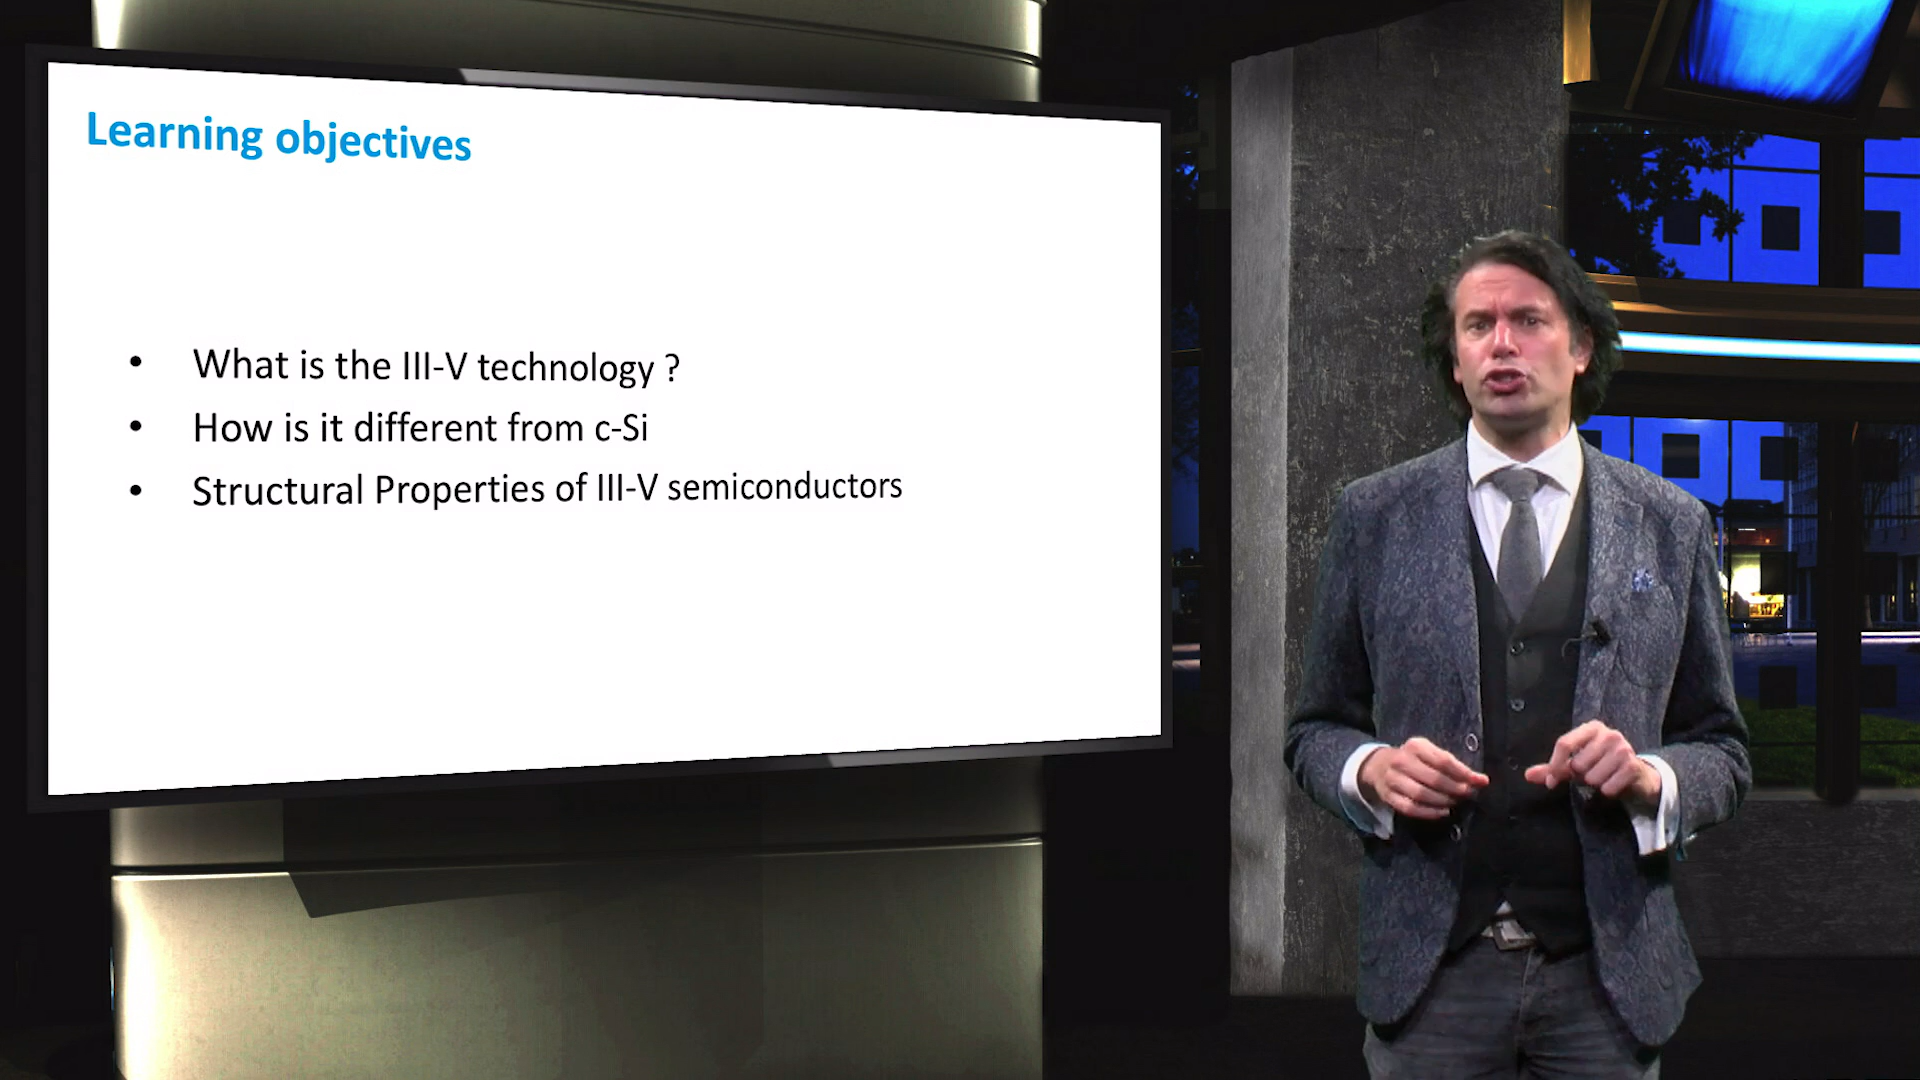 Learning objectives
• What is the III-V technology ?
• How is it different from c-Si
• Structural Properties of III-V semiconductors